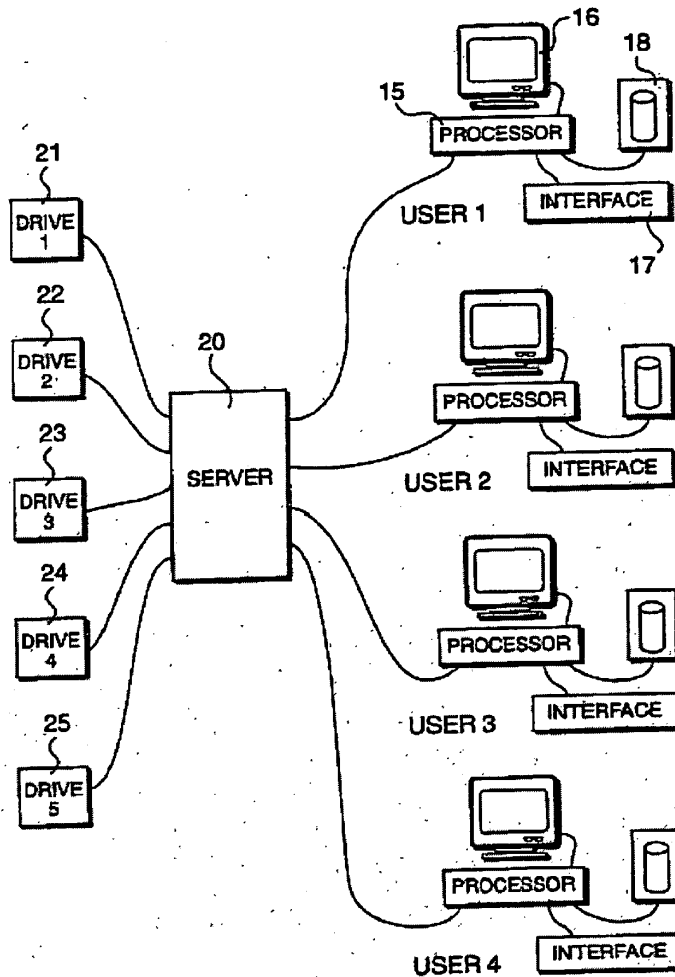 16
18
15
PROCESSOR
21
DRIVE
1
USER 1
INTERFACE
17
22
DRIVE
2
20
PROCESSOR
SERVER
USER 2
INTERFACE
23
DRIVE
3
24
DRIVE
4
PROCESSOR
USER 3
INTERFACE
25
DRIVE
5
PROCESSOR
USER 4
INTERFACE